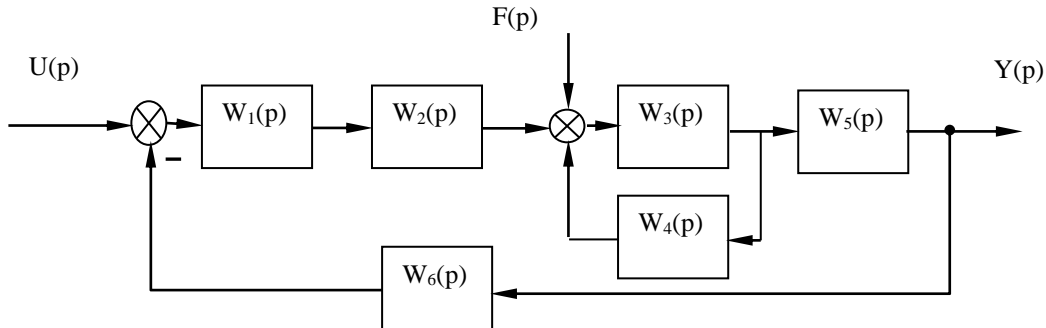 F(p)
U(p)
Y(p)
W₁(p)
W₂(p)
W₃(p)
W₅(p)
−
W₄(p)
W₆(p)